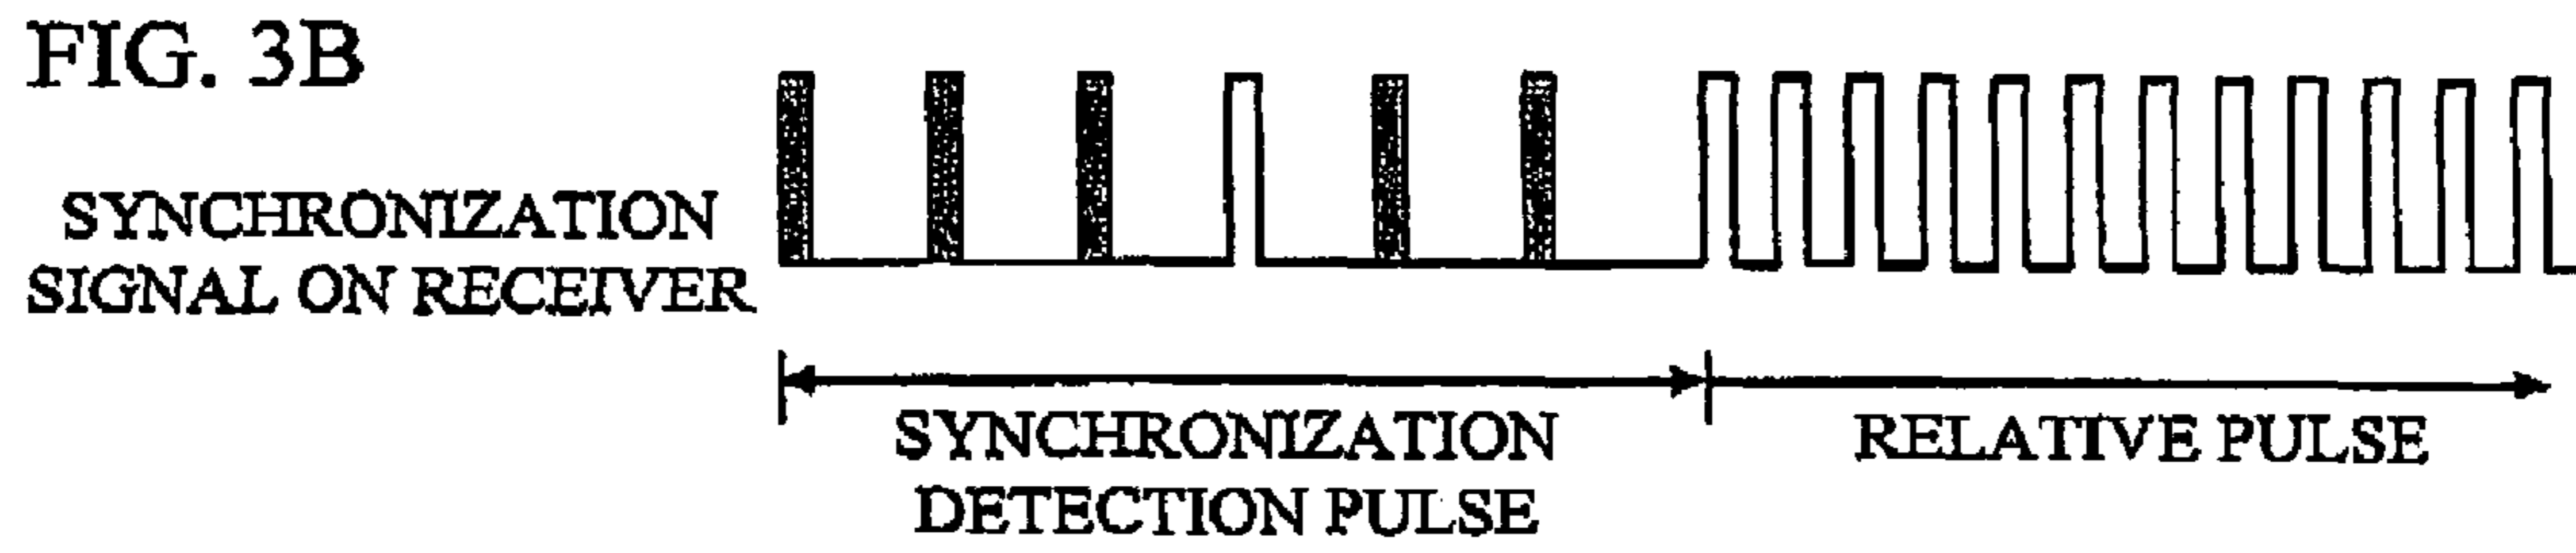 FIG. 3B
SYNCHRONIZATION
SIGNAL ON RECEIVER
SYNCHRONIZATION
DETECTION PULSE
RELATIVE PULSE